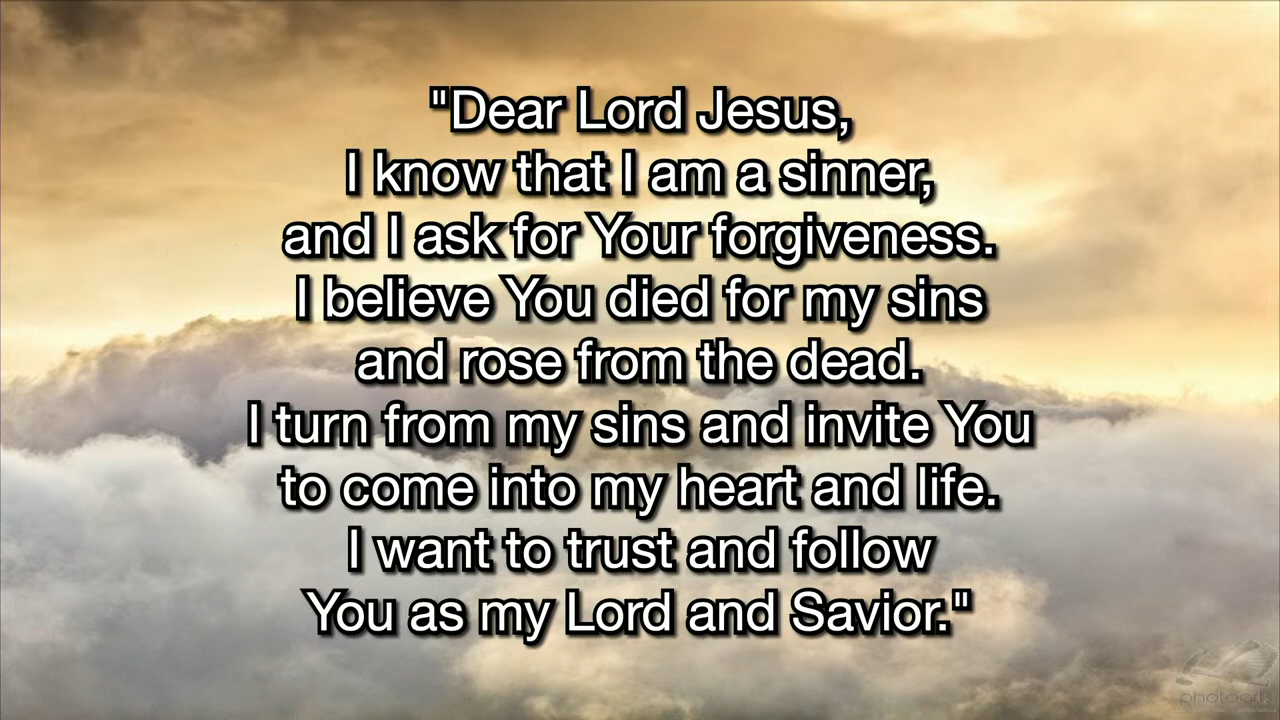 "Dear Lord Jesus,
I know that I am a sinner,
and I ask for Your forgiveness.
I believe You died for my sins
and rose from the dead.
I turn from my sins and invite You
to come into my heart and life.
I want to trust and follow
You as my Lord and Savior."